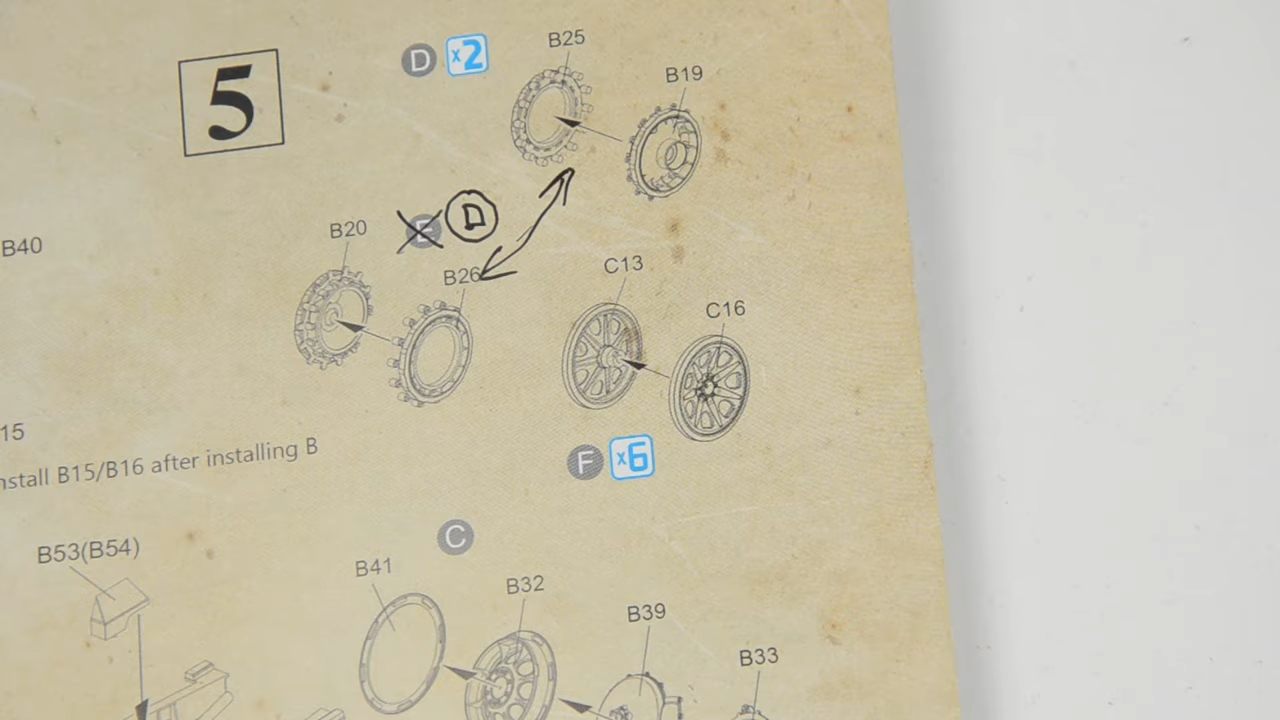 5
D x2
B25
B19
B40
B20
E D
B26
C13
C16
15
nstall B15/B16 after installing B
F x6
B53(B54)
C
B41
B32
B39
B33